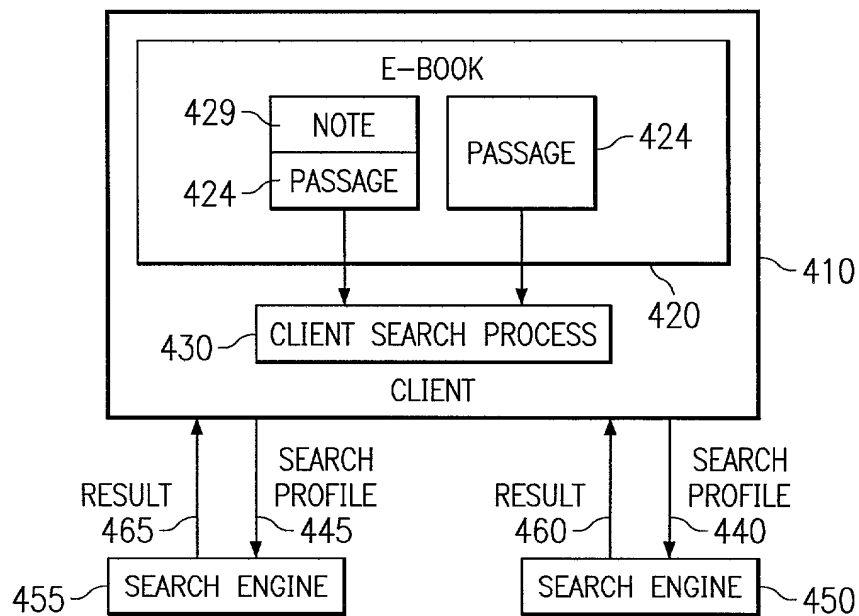 E-BOOK
429
NOTE
424
PASSAGE
PASSAGE
424
410
420
430
CLIENT SEARCH PROCESS
CLIENT
RESULT
465
SEARCH
PROFILE
445
RESULT
460
SEARCH
PROFILE
440
455
SEARCH ENGINE
SEARCH ENGINE
450